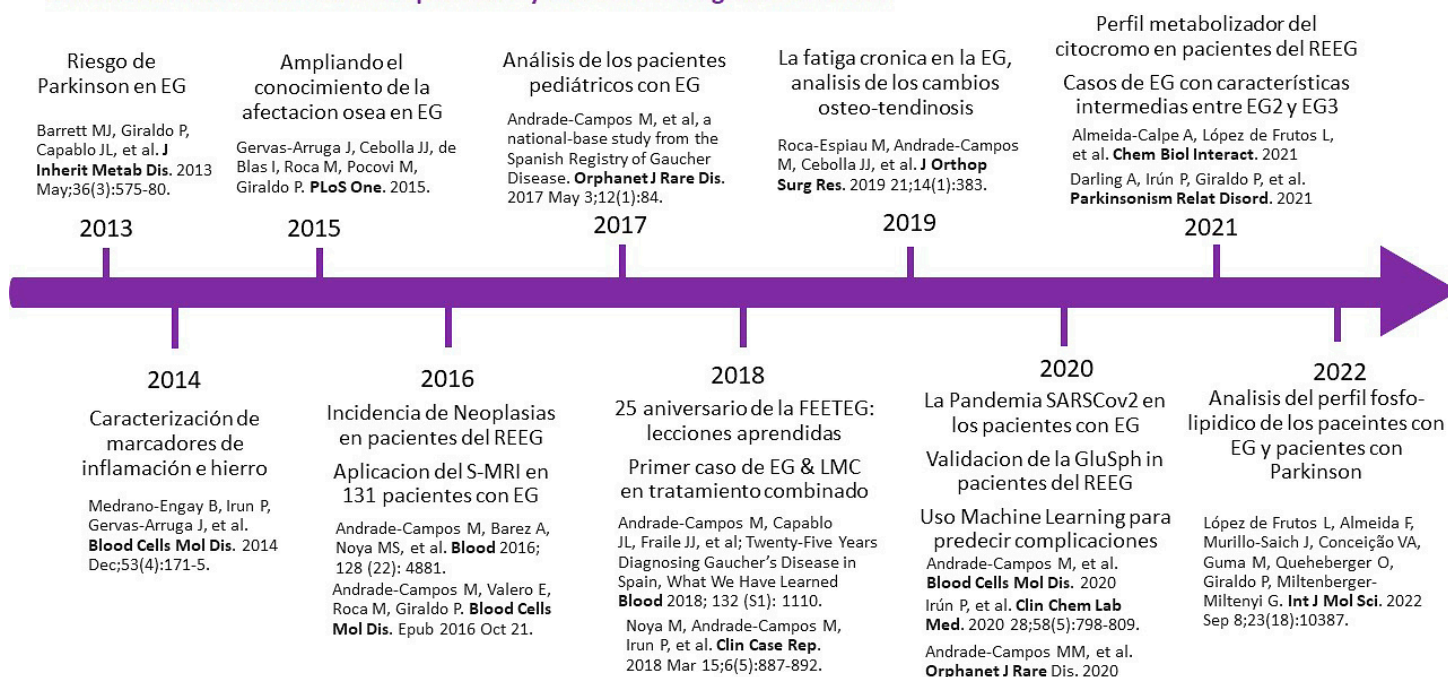 Riesgo de
Parkinson en EG
Barrett MJ, Giraldo P,
Capablo JL, et al. J
Inherit Metab Dis. 2013
May;36(3):575-80.
2013
Ampliando el
conocimiento de la
afectacion osea en EG
Gervas-Arruga J, Cebolla JJ, de
Blas I, Roca M, Pocovi M,
Giraldo P. PLoS One. 2015.
2015
Análisis de los pacientes
pediátricos con EG
Andrade-Campos M, et al, a
national-base study from the
Spanish Registry of Gaucher
Disease. Orphanet J Rare Dis.
2017 May 3;12(1):84.
2017
La fatiga cronica en la EG,
analisis de los cambios
osteo-tendinosis
Roca-Espiau M, Andrade-Campos
M, Cebolla JJ, et al. J Orthop
Surg Res. 2019 21;14(1):383.
2019
Perfil metabolizador del
citocromo en pacientes del REEG
Casos de EG con características
intermedias entre EG2 y EG3
Almeida-Calpe A, López de Frutos L,
et al. Chem Biol Interact. 2021
Darling A, Irún P, Giraldo P, et al.
Parkinsonism Relat Disord. 2021
2021
2014
Caracterización de
marcadores de
inflamación e hierro
Medrano-Engay B, Irun P,
Gervas-Arruga J, et al.
Blood Cells Mol Dis. 2014
Dec;53(4):171-5.
2016
Incidencia de Neoplasias
en pacientes del REEG
Aplicacion del S-MRI en
131 pacientes con EG
Andrade-Campos M, Barez A,
Noya MS, et al. Blood 2016;
128 (22): 4881.
Andrade-Campos M, Valero E,
Roca M, Giraldo P. Blood Cells
Mol Dis. Epub 2016 Oct 21.
2018
25 aniversario de la FEETEG:
lecciones aprendidas
Primer caso de EG & LMC
en tratamiento combinado
Andrade-Campos M, Capablo
JL, Fraile JJ, et al; Twenty-Five Years
Diagnosing Gaucher's Disease in
Spain, What We Have Learned
Blood 2018; 132 (S1): 1110.
Noya M, Andrade-Campos M,
Irun P, et al. Clin Case Rep.
2018 Mar 15;6(5):887-892.
2020
La Pandemia SARSCov2 en
los pacientes con EG
Validacion de la GluSph in
pacientes del REEG
Uso Machine Learning para
predecir complicaciones
Andrade-Campos M, et al.
Blood Cells Mol Dis. 2020
Irún P, et al. Clin Chem Lab
Med. 2020 28;58(5):798-809.
Andrade-Campos MM, et al.
Orphanet J Rare Dis. 2020
2022
Analisis del perfil fosfo-
lipidico de los paceintes con
EG y pacientes con
Parkinson
López de Frutos L, Almeida F,
Murillo-Saich J, Conceição VA,
Guma M, Queheberger O,
Giraldo P, Miltenberger-
Miltenyi G. Int J Mol Sci. 2022
Sep 8;23(18):10387.